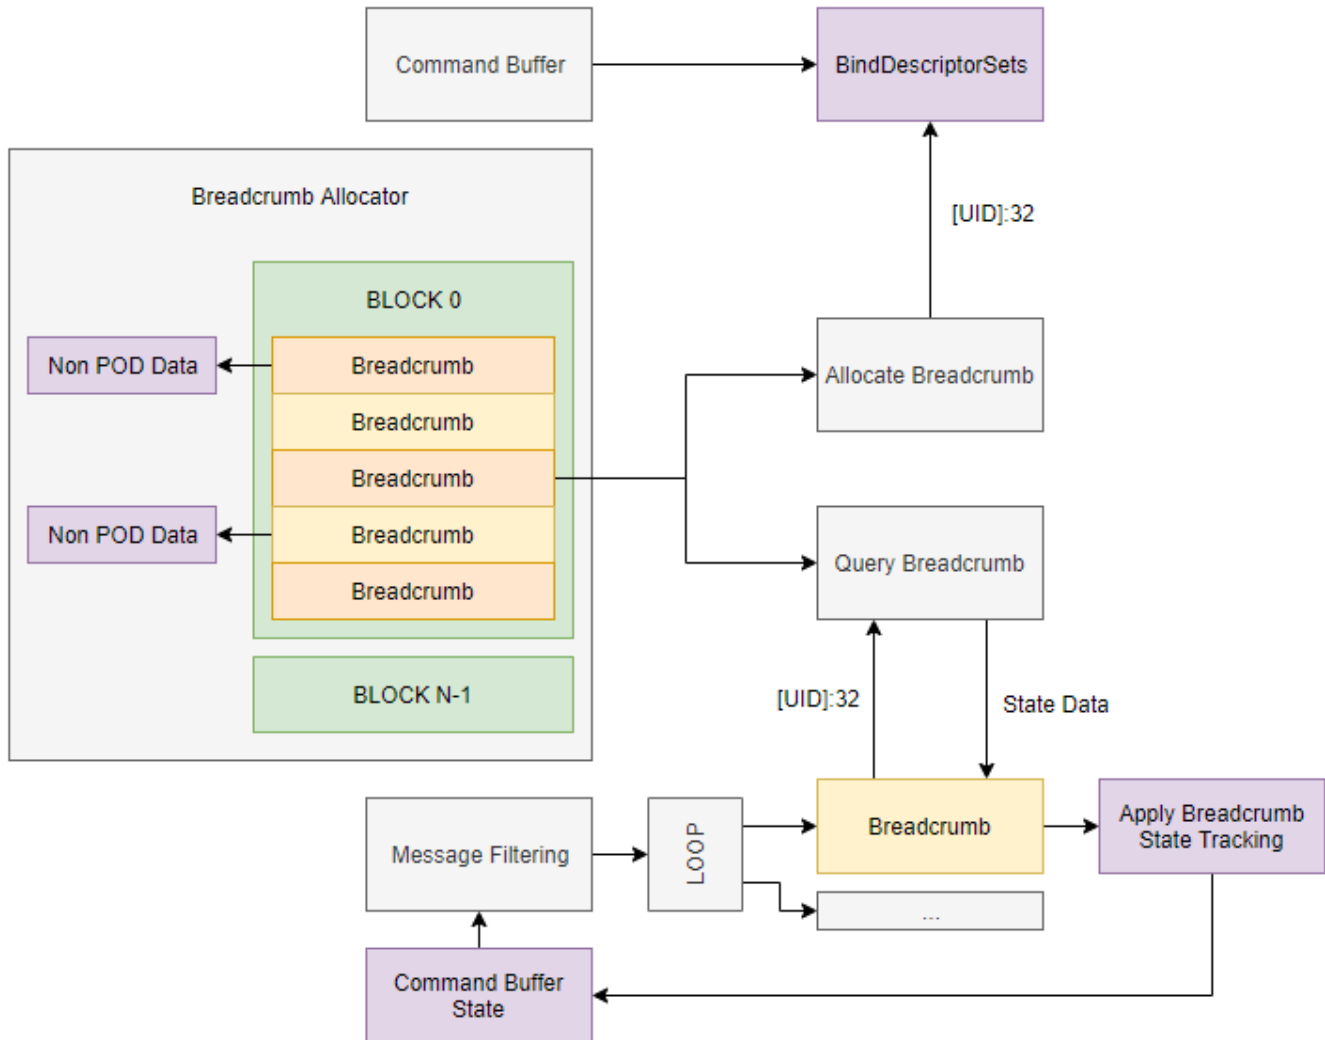 Command Buffer
BindDescriptorSets
Breadcrumb Allocator
[UID]:32
BLOCK 0
Non POD Data
Breadcrumb
Breadcrumb
Allocate Breadcrumb
Breadcrumb
Non POD Data
Breadcrumb
Query Breadcrumb
Breadcrumb
BLOCK N-1
[UID]:32
State Data
Message Filtering
LOOP
Breadcrumb
Apply Breadcrumb
State Tracking
...
Command Buffer
State